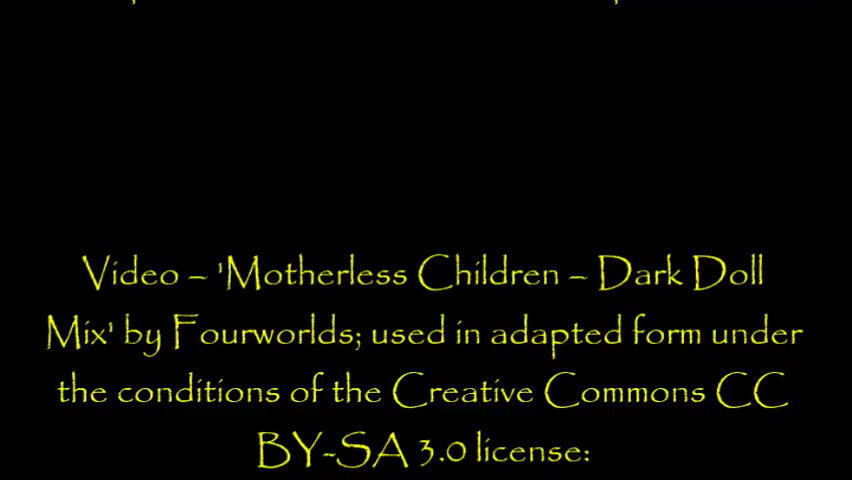 Video – 'Motherless Children – Dark Doll
Mix' by Fourworlds; used in adapted form under
the conditions of the Creative Commons CC
BY-SA 3.0 license: